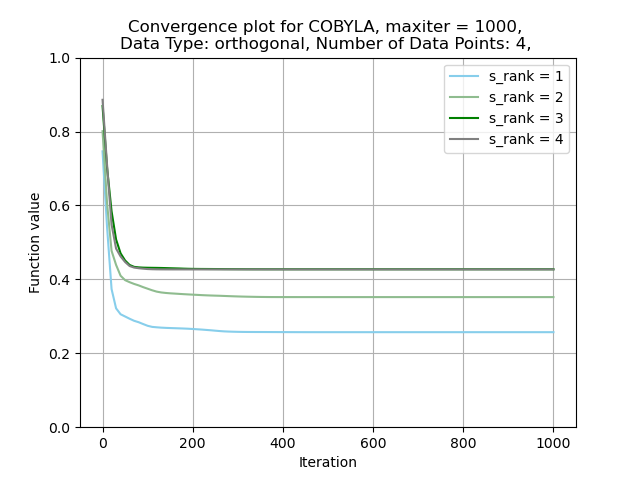 Convergence plot for COBYLA, maxiter = 1000,
Data Type: orthogonal, Number of Data Points: 4,
s_rank = 1
s_rank = 2
s_rank = 3
s_rank = 4
Function value
1.0
0.8
0.6
0.4
0.2
0.0
0 200 400 600 800 1000
Iteration